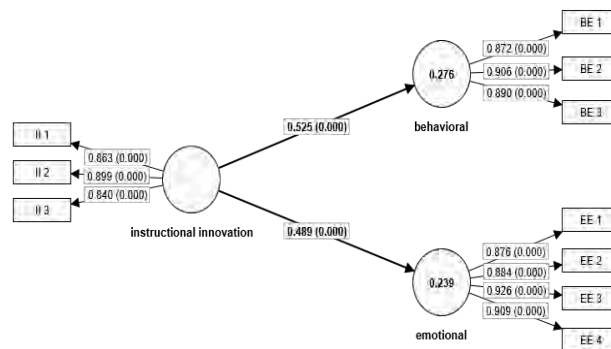 BE 1
0.872 (0.000)
0.276
0.906 (0.000)
BE 2
0.890 (0.000)
BE 3
behavioral
0.525 (0.000)
II 1
0.863 (0.000)
II 2
0.899 (0.000)
0.840 (0.000)
II 3
instructional innovation
0.489 (0.000)
EE 1
0.876 (0.000)
EE 2
0.884 (0.000)
0.239
0.926 (0.000)
EE 3
0.909 (0.000)
emotional
EE 4